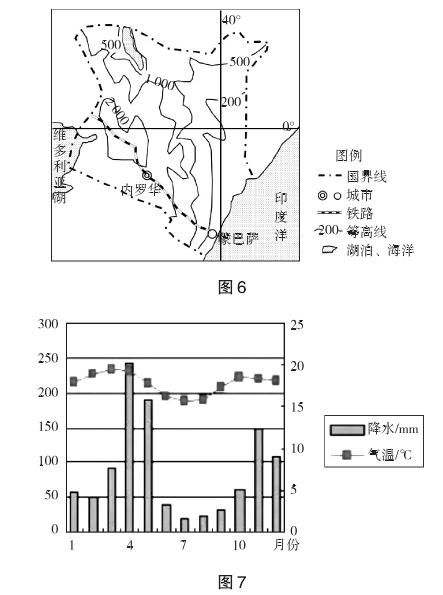 40°
500
500
1 000
200
2 000
0°
维多利亚湖
内罗毕
蒙巴萨
印度洋
图例
国界线
城市
铁路
200 等高线
湖泊、海洋
图6
300
250
200
150
100
50
0
25
20
15
10
5
0
1
4
7
10
月份
降水/mm
气温/℃
图7